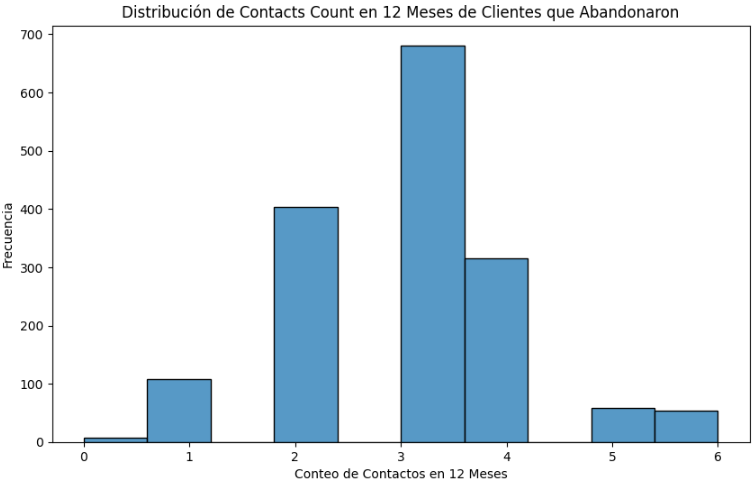 Distribución de Contacts Count en 12 Meses de Clientes que Abandonaron
700
600
500
400
300
200
100
0
Frecuencia
0 1 2 3 4 5 6
Conteo de Contactos en 12 Meses